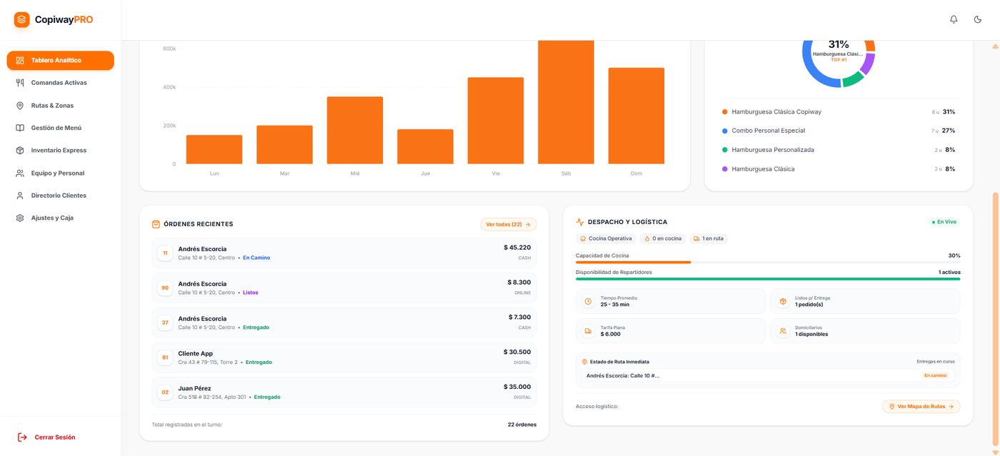 CopiwayPRO
Tablero Analítico
Comandas Activas
Rutas & Zonas
Gestión de Menú
Inventario Express
Equipo y Personal
Directorio Clientes
Ajustes y Caja
Cerrar Sesión
600k
400k
200k
0
Lun Mar Mié Jue Vie Sáb Dom
31%
Hamburguesa Clási...
TOP #1
Hamburguesa Clásica Copiway 8 u 31%
Combo Personal Especial 7 u 27%
Hamburguesa Personalizada 2 u 8%
Hamburguesa Clásica 2 u 8%
ÓRDENES RECIENTES Ver todas (22) →
11 Andrés Escorcia $ 45.220
Calle 10 # 5-20, Centro • En Camino CASH
90 Andrés Escorcia $ 8.300
Calle 10 # 5-20, Centro • Listos ONLINE
37 Andrés Escorcia $ 7.300
Calle 10 # 5-20, Centro • Entregado CASH
81 Cliente App $ 30.500
Cra 43 # 79-115, Torre 2 • Entregado DIGITAL
02 Juan Pérez $ 35.000
Cra 51B # 82-254, Apto 301 • Entregado DIGITAL
Total registradas en el turno: 22 órdenes
DESPACHO Y LOGÍSTICA • En Vivo
Cocina Operativa 0 en cocina 1 en ruta
Capacidad de Cocina 30%
Disponibilidad de Repartidores 1 activos
Tiempo Promedio
25 - 35 min
Listos p/ Entrega
1 pedido(s)
Tarifa Plana
$ 6.000
Domiciliarios
1 disponibles
Estado de Ruta Inmediata Entregas en curso
Andrés Escorcia: Calle 10 #... En camino
Acceso logístico: Ver Mapa de Rutas →